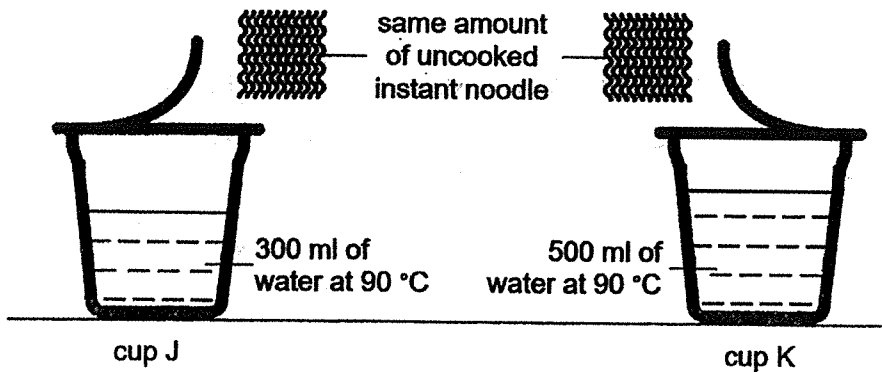 same amount
of uncooked
instant noodle
300 ml of
water at 90 °C
500 ml of
water at 90 °C
cup J
cup K